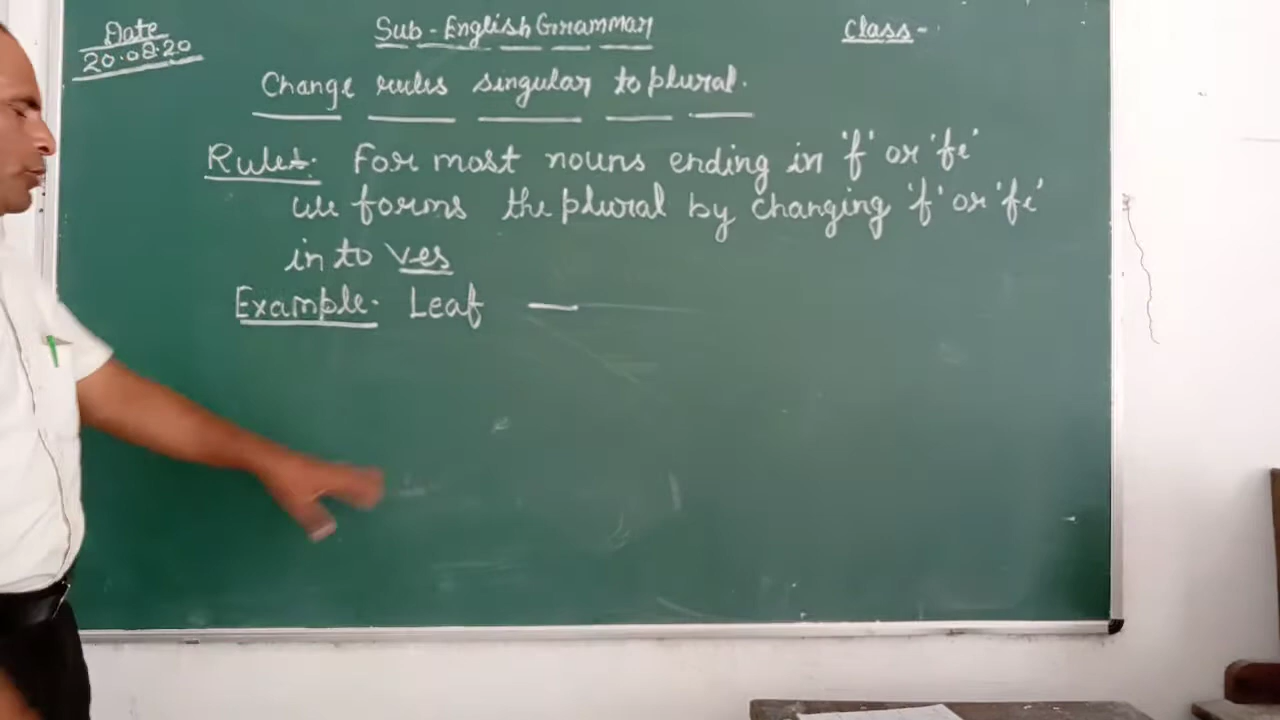 Date
20.08.20
Sub - English Grammar
Class -
Change rules singular to plural.
Rules: For most nouns ending in 'f' or 'fe'
we forms the plural by changing 'f' or 'fe'
in to ves
Example. Leaf —